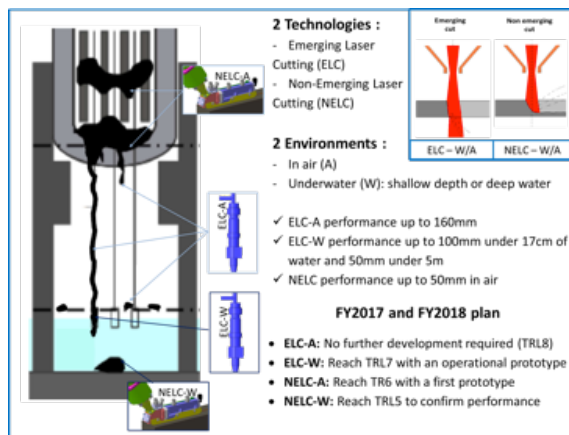 2 Technologies :
- Emerging Laser
Cutting (ELC)
- Non-Emerging Laser
Cutting (NELC)
Emerging
cut
Non emerging
cut
ELC – W/A
NELC – W/A
2 Environments :
- In air (A)
- Underwater (W): shallow depth or deep water
✓ ELC-A performance up to 160mm
✓ ELC-W performance up to 100mm under 17cm of
water and 50mm under 5m
✓ NELC performance up to 50mm in air
FY2017 and FY2018 plan
• ELC-A: No further development required (TRL8)
• ELC-W: Reach TRL7 with an operational prototype
• NELC-A: Reach TR6 with a first prototype
• NELC-W: Reach TRL5 to confirm performance
NELC-A
ELC-A
ELC-W
NELC-W